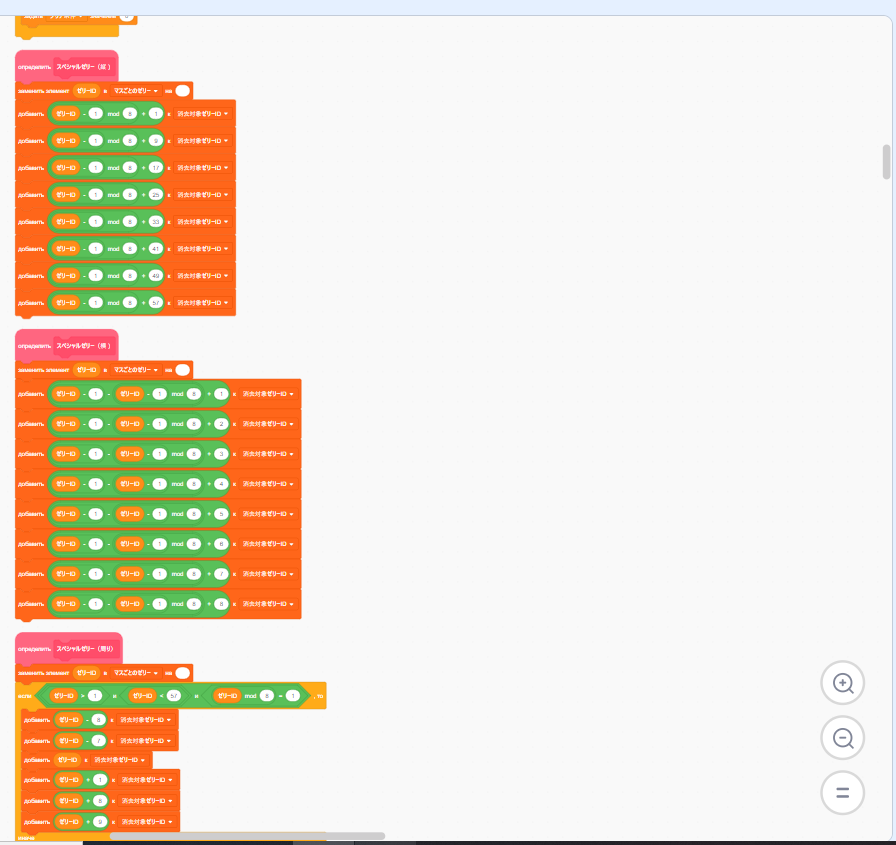 определить スペシャルゼリー（ぼ）
заменить элемент ゼリーID в マスごとのゼリー на
добавить ゼリーID - 1 mod 8 + 1 к 消去対象ゼリーID
добавить ゼリーID - 1 mod 8 + 9 к 消去対象ゼリーID
добавить ゼリーID - 1 mod 8 + 17 к 消去対象ゼリーID
добавить ゼリーID - 1 mod 8 + 25 к 消去対象ゼリーID
добавить ゼリーID - 1 mod 8 + 33 к 消去対象ゼリーID
добавить ゼリーID - 1 mod 8 + 41 к 消去対象ゼリーID
добавить ゼリーID - 1 mod 8 + 49 к 消去対象ゼリーID
добавить ゼリーID - 1 mod 8 + 57 к 消去対象ゼリーID
определить スペシャルゼリー（横）
заменить элемент ゼリーID в マスごとのゼリー на
добавить ゼリーID - 1 - ゼリーID - 1 mod 8 + 1 к 消去対象ゼリーID
добавить ゼリーID - 1 - ゼリーID - 1 mod 8 + 2 к 消去対象ゼリーID
добавить ゼリーID - 1 - ゼリーID - 1 mod 8 + 3 к 消去対象ゼリーID
добавить ゼリーID - 1 - ゼリーID - 1 mod 8 + 4 к 消去対象ゼリーID
добавить ゼリーID - 1 - ゼリーID - 1 mod 8 + 5 к 消去対象ゼリーID
добавить ゼリーID - 1 - ゼリーID - 1 mod 8 + 6 к 消去対象ゼリーID
добавить ゼリーID - 1 - ゼリーID - 1 mod 8 + 7 к 消去対象ゼリーID
добавить ゼリーID - 1 - ゼリーID - 1 mod 8 + 8 к 消去対象ゼリーID
определить スペシャルゼリー（周り）
заменить элемент ゼリーID в マスごとのゼリー на
если ゼリーID > 1 и ゼリーID < 57 и ゼリーID mod 8 = 1 , то
добавить ゼリーID - 8 к 消去対象ゼリーID
добавить ゼリーID - 7 к 消去対象ゼリーID
добавить ゼリーID к 消去対象ゼリーID
добавить ゼリーID + 1 к 消去対象ゼリーID
добавить ゼリーID + 8 к 消去対象ゼリーID
добавить ゼリーID + 9 к 消去対象ゼリーID
иначе